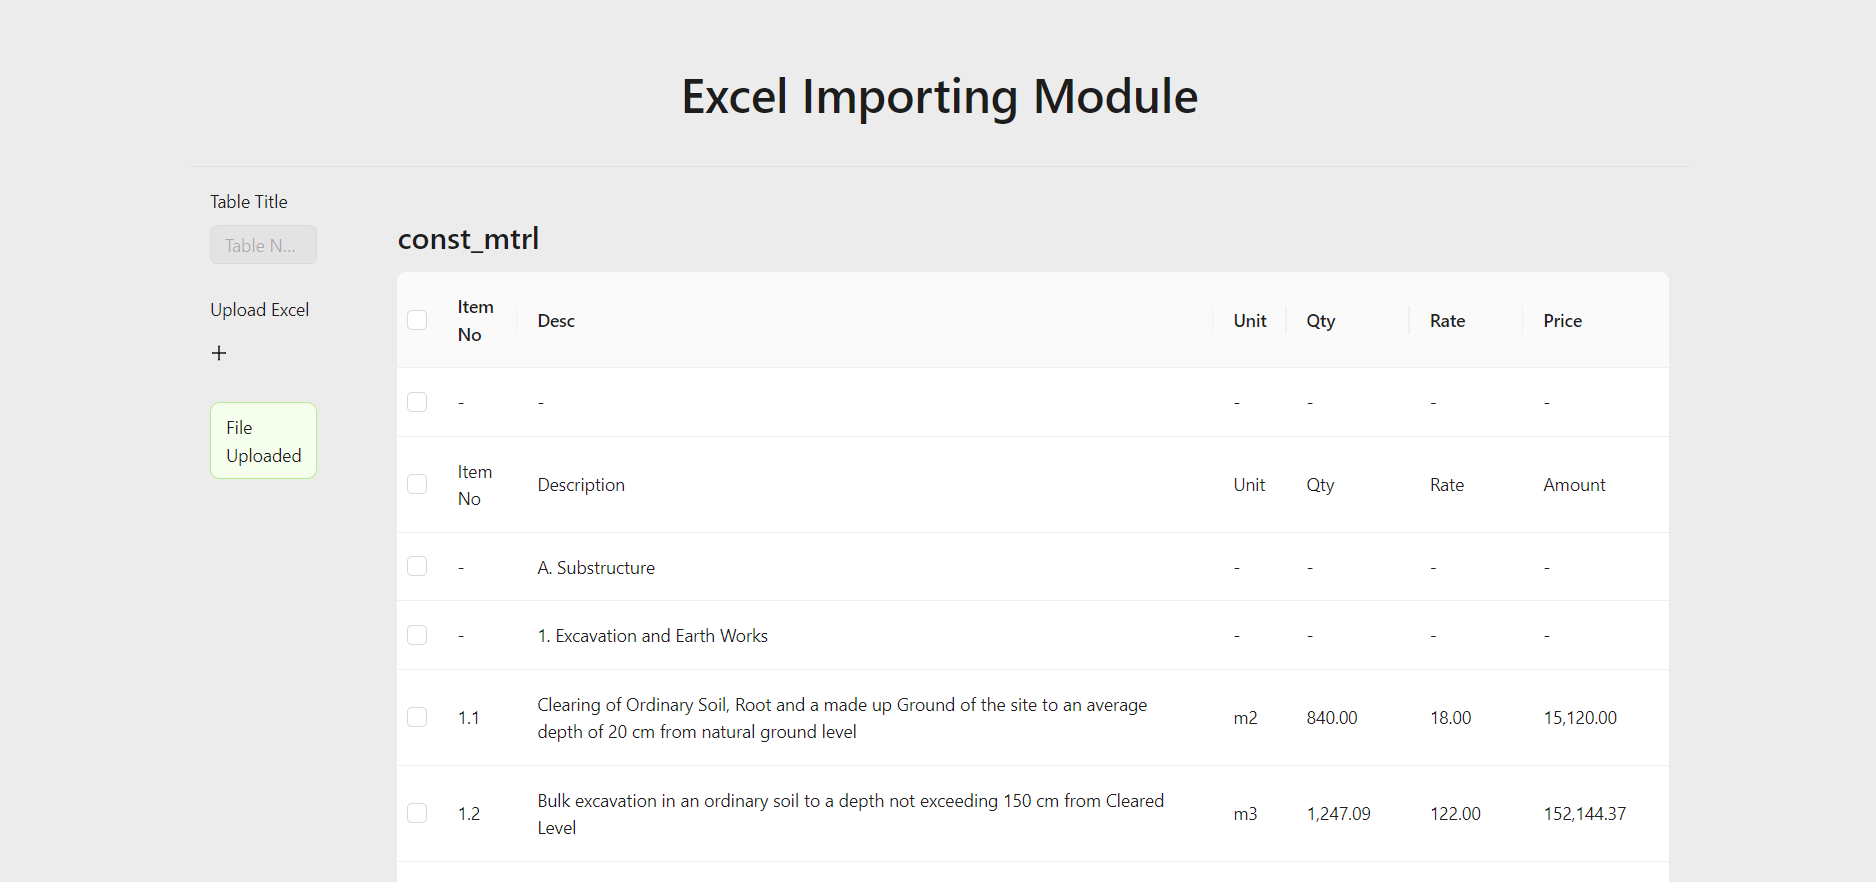 Excel Importing Module
Table Title
Table N...
Upload Excel
+
File
Uploaded
const_mtrl
Item No Desc Unit Qty Rate Price
- - - - - -
Item No Description Unit Qty Rate Amount
- A. Substructure - - - -
- 1. Excavation and Earth Works - - - -
1.1 Clearing of Ordinary Soil, Root and a made up Ground of the site to an average m2 840.00 18.00 15,120.00
depth of 20 cm from natural ground level
1.2 Bulk excavation in an ordinary soil to a depth not exceeding 150 cm from Cleared m3 1,247.09 122.00 152,144.37
Level